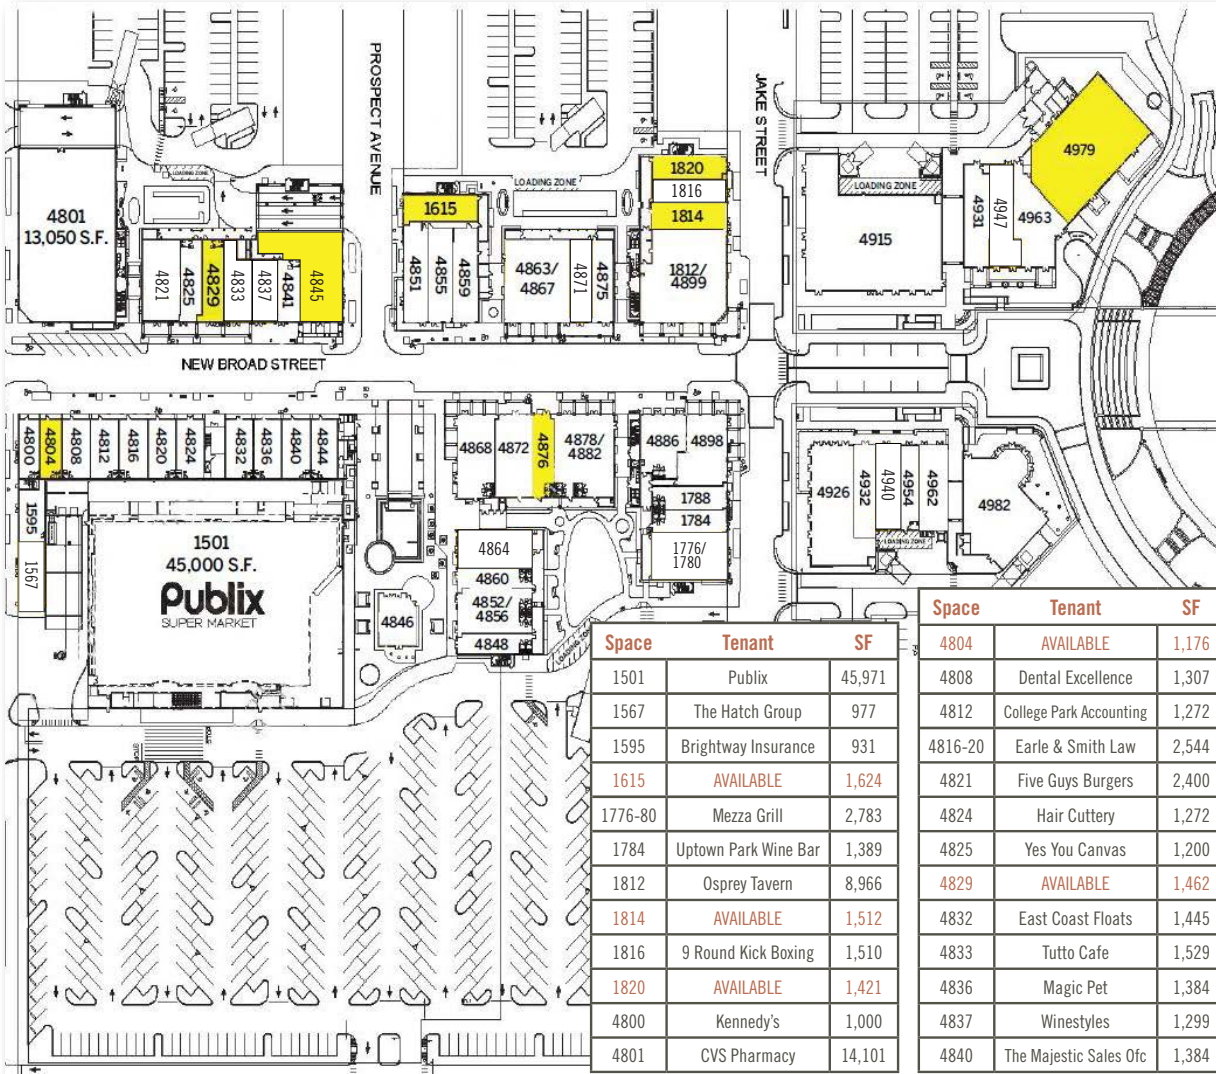 PROSPECT AVENUE
JAKE STREET
LOADING ZONE
4801
13,050 S.F.
4821
4825
4829
4833
4837
4841
4845
1615
4851
4855
4859
LOADING ZONE
4863/
4867
4871
4875
1820
1816
1814
1812/
4899
LOADING ZONE
4915
4931
4947
4963
4979
NEW BROAD STREET
4800
4804
4808
4812
4816
4820
4824
4832
4836
4840
4844
1595
1567
1501
45,000 S.F.
Publix
SUPER MARKET
4868
4872
4876
4878/
4882
4886
4898
1788
1784
1776/
1780
4864
4860
4852/
4856
4848
4846
LOADING ZONE
4926
4932
4940
4954
4962
4982
LOADING ZONE
Space Tenant SF
1501 Publix 45,971
1567 The Hatch Group 977
1595 Brightway Insurance 931
1615 AVAILABLE 1,624
1776-80 Mezza Grill 2,783
1784 Uptown Park Wine Bar 1,389
1812 Osprey Tavern 8,966
1814 AVAILABLE 1,512
1816 9 Round Kick Boxing 1,510
1820 AVAILABLE 1,421
4800 Kennedy's 1,000
4801 CVS Pharmacy 14,101
Space Tenant SF
4804 AVAILABLE 1,176
4808 Dental Excellence 1,307
4812 College Park Accounting 1,272
4816-20 Earle & Smith Law 2,544
4821 Five Guys Burgers 2,400
4824 Hair Cuttery 1,272
4825 Yes You Canvas 1,200
4829 AVAILABLE 1,462
4832 East Coast Floats 1,445
4833 Tutto Cafe 1,529
4836 Magic Pet 1,384
4837 Winestyles 1,299
4840 The Majestic Sales Ofc 1,384